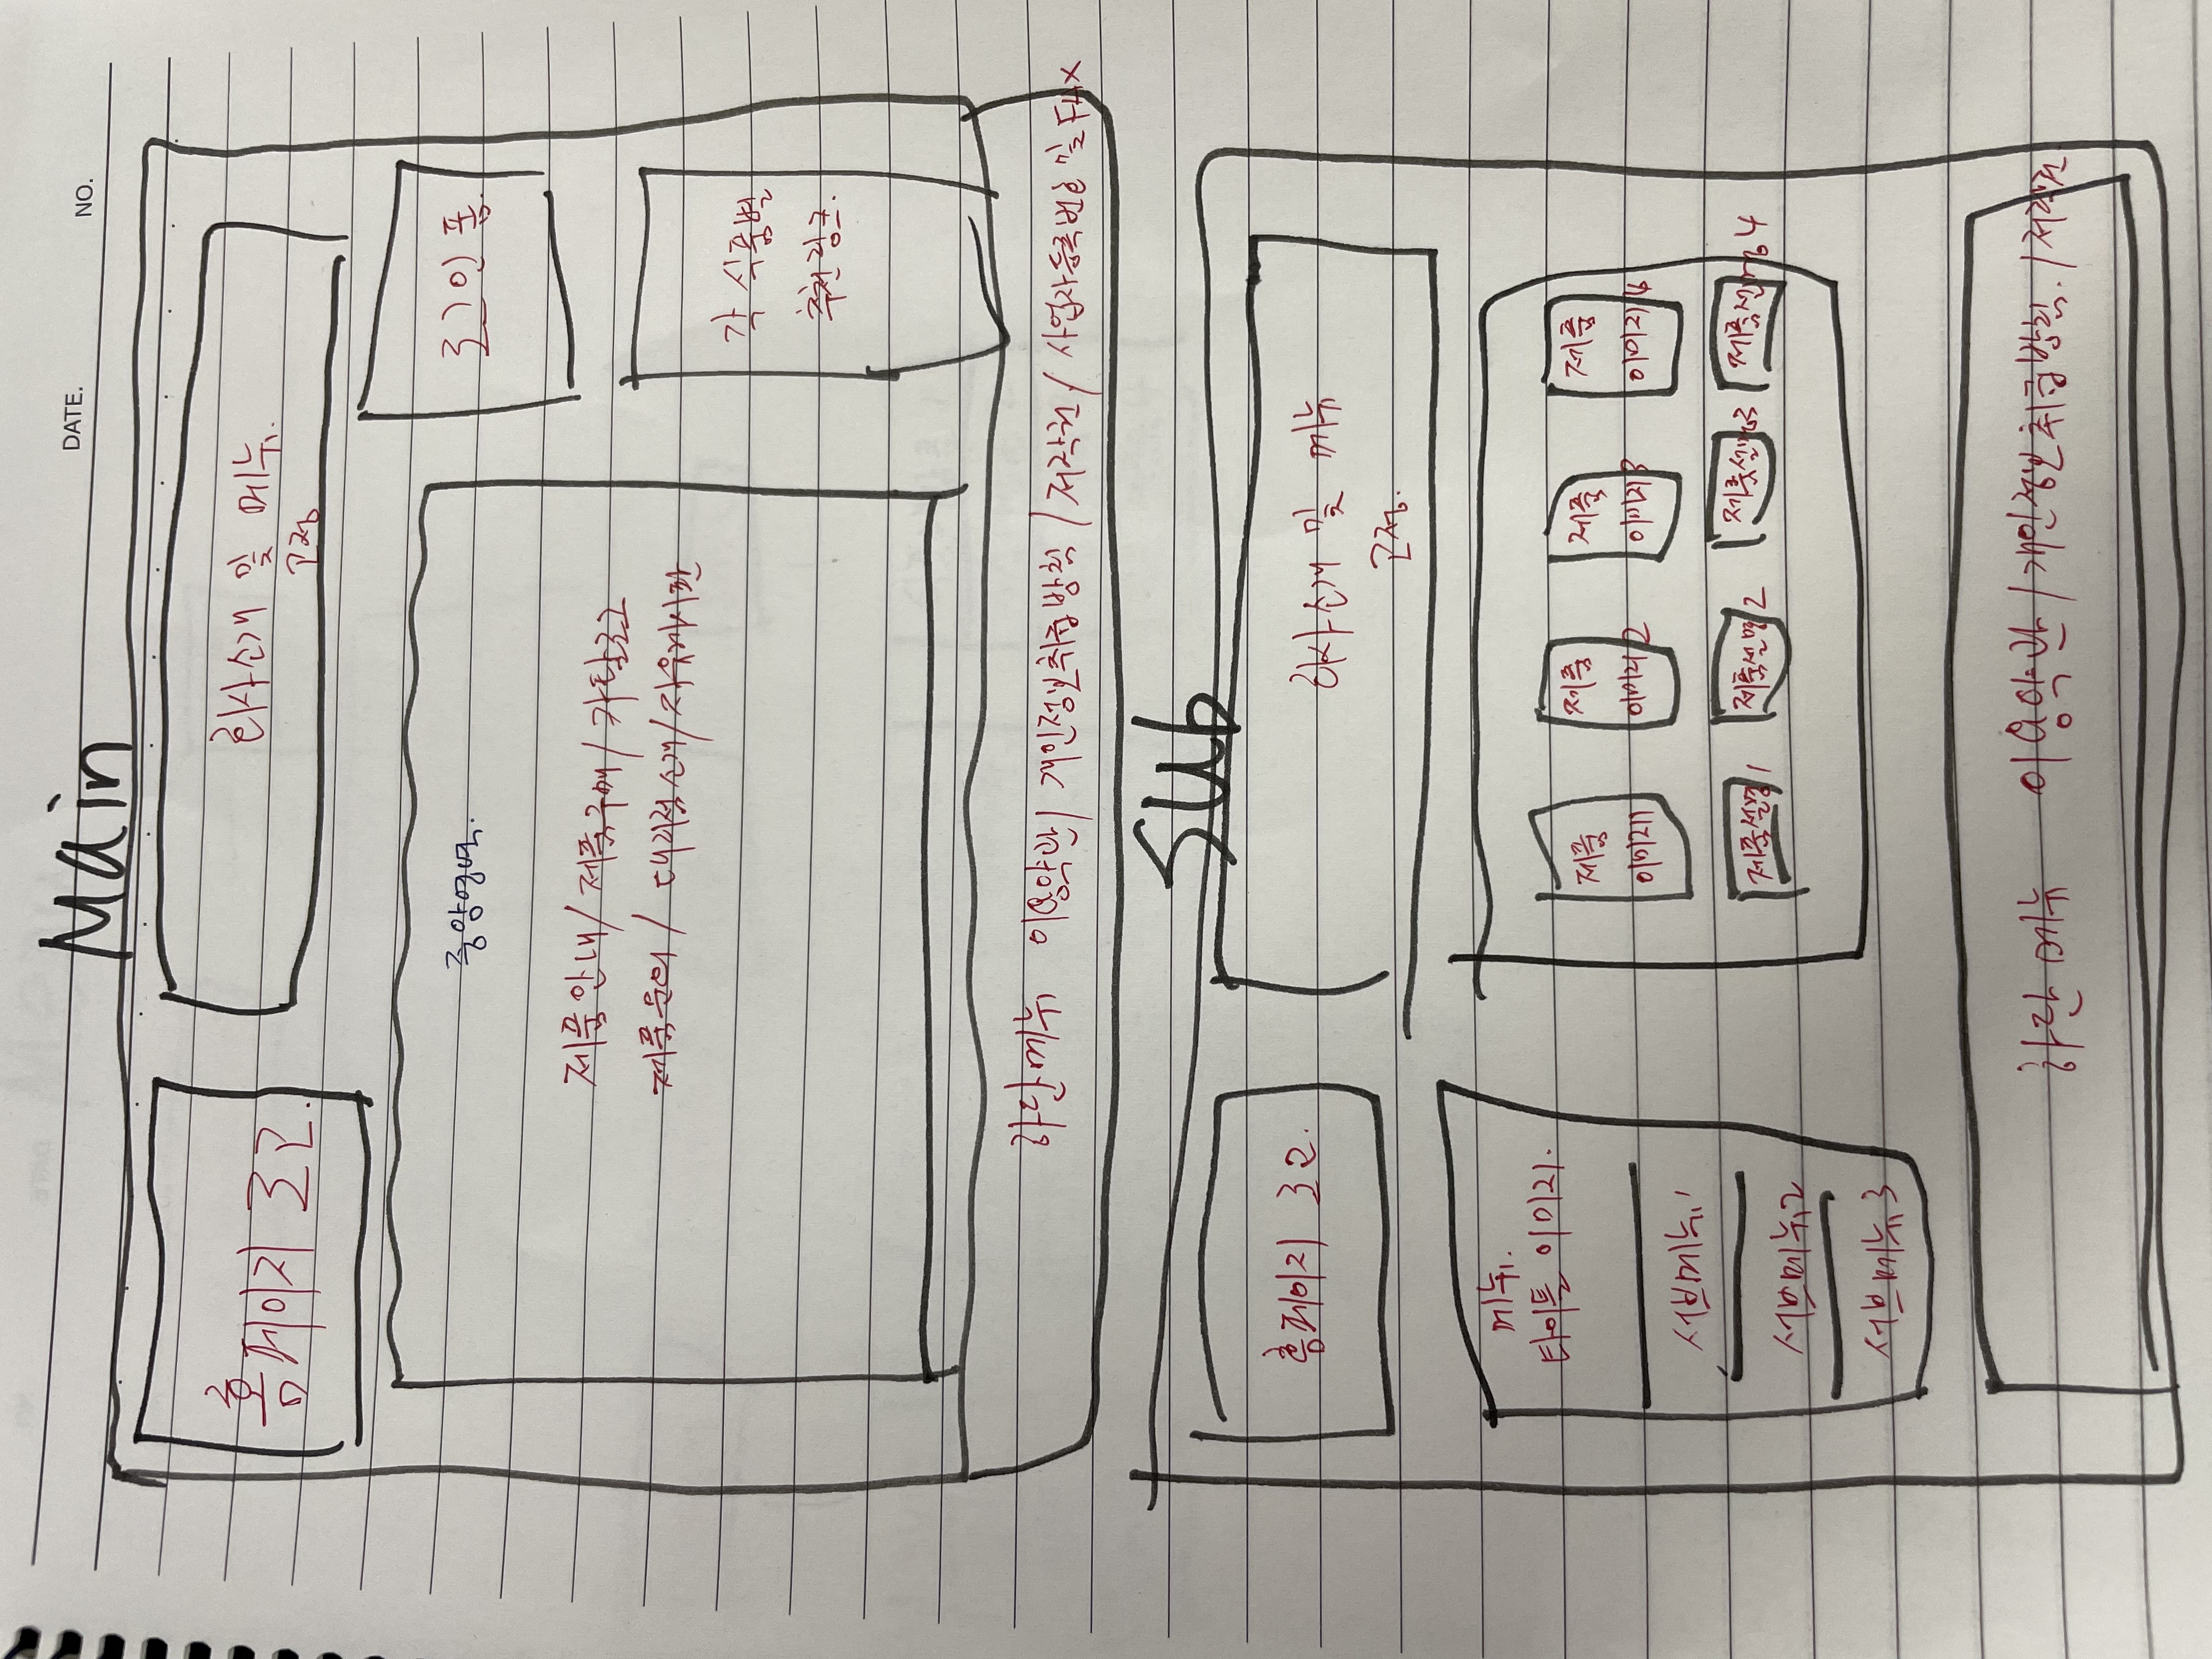 DATE.
NO.
Main
홈페이지 로고.
회사소개 및 메뉴.
고정
중앙영역.
로그인 폼.
제품안내/ 제품구매/ 카탈로그
제품문의/ 대리점소개/자유게시판
각 식품별
추천링크.
하단메뉴 이용약관/ 개인정보취급방침/저작권/ 사업자등록번호 및 FAX
Sub
홈페이지 로고.
회사소개 및 메뉴
고정.
메뉴.
타이틀 이미지.
서브메뉴1
서브메뉴2
서브메뉴3
제품
이미지1
제품
이미지2
제품
이미지3
제품
이미지4
제품설명1
제품설명2
제품설명3
제품설명4
하단 메뉴 이용약관/개인정보취급방침./저작권